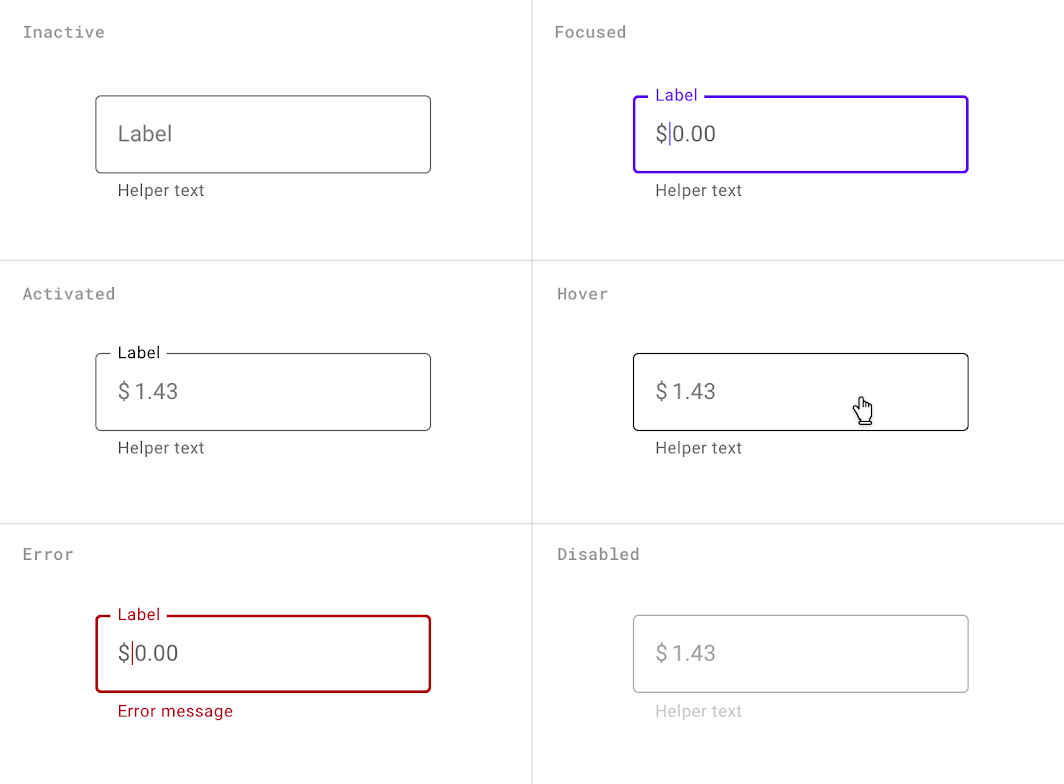 Inactive
Label
Helper text
Focused
Label
$0.00
Helper text
Activated
Label
$ 1.43
Helper text
Hover
$ 1.43
Helper text
Error
Label
$0.00
Error message
Disabled
$ 1.43
Helper text